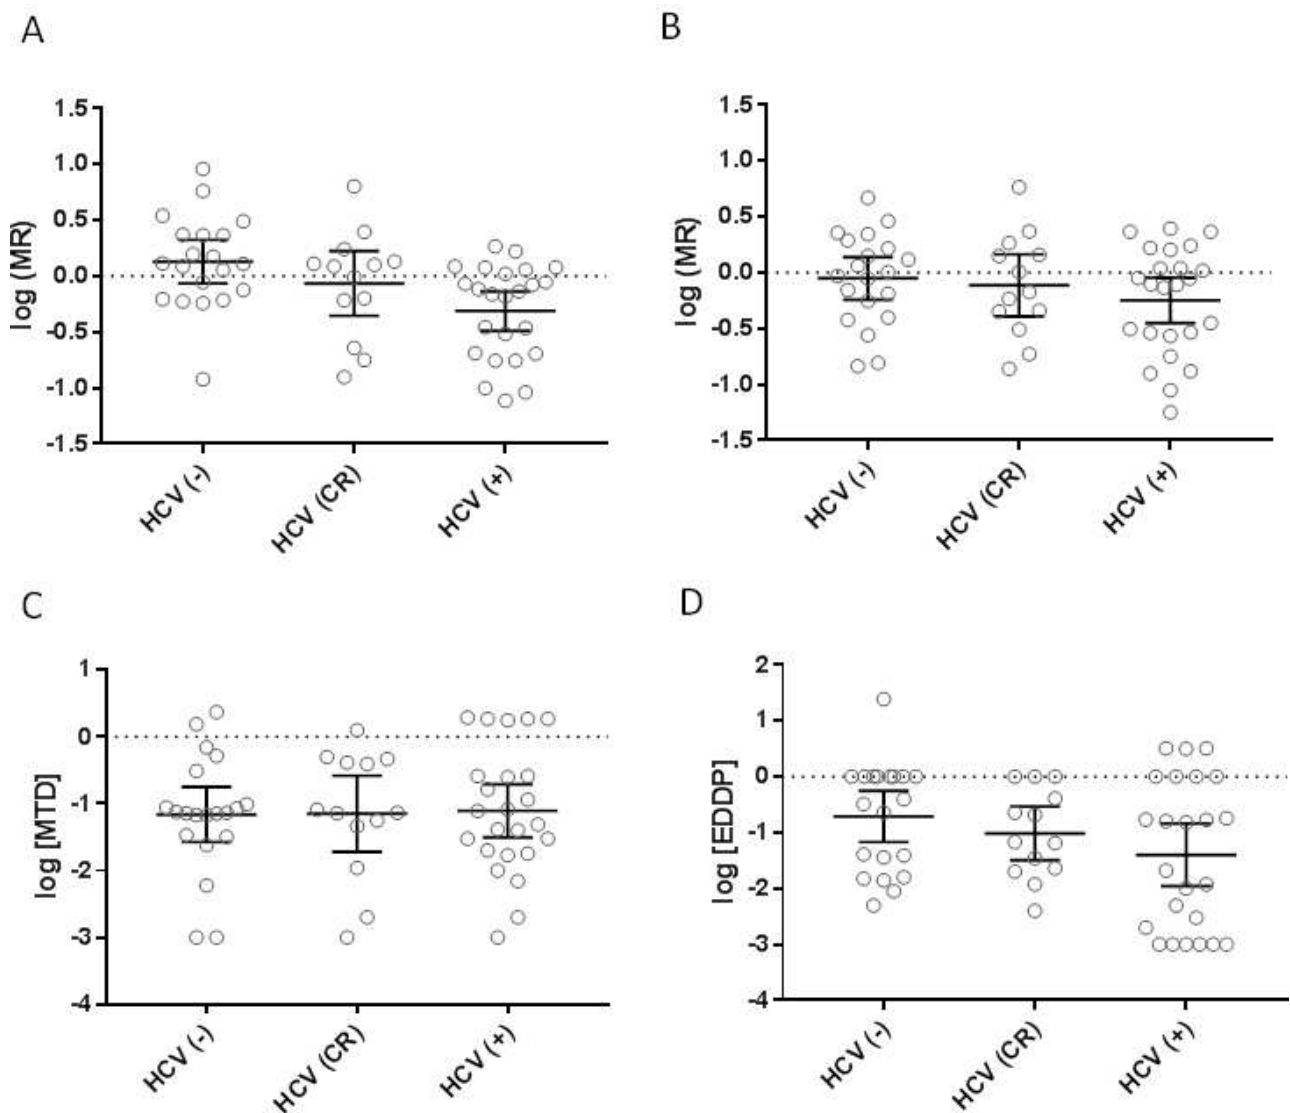 A
B
1.5
1.0
0.5
0.0
-0.5
-1.0
-1.5
log (MR)
HCV (-)
HCV (CR)
HCV (+)
1.5
1.0
0.5
0.0
-0.5
-1.0
-1.5
log (MR)
HCV (-)
HCV (CR)
HCV (+)
C
D
1
0
-1
-2
-3
-4
log [MTD]
HCV (-)
HCV (CR)
HCV (+)
2
1
0
-1
-2
-3
-4
log [EDDP]
HCV (-)
HCV (CR)
HCV (+)